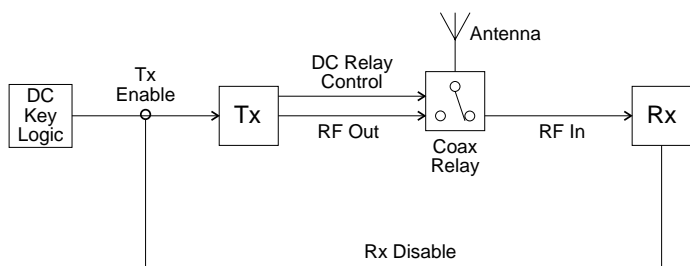 Antenna
DC Relay
Control
Tx
Enable
DC
Key
Logic
Tx
Rx
RF Out
RF In
Coax
Relay
Rx Disable